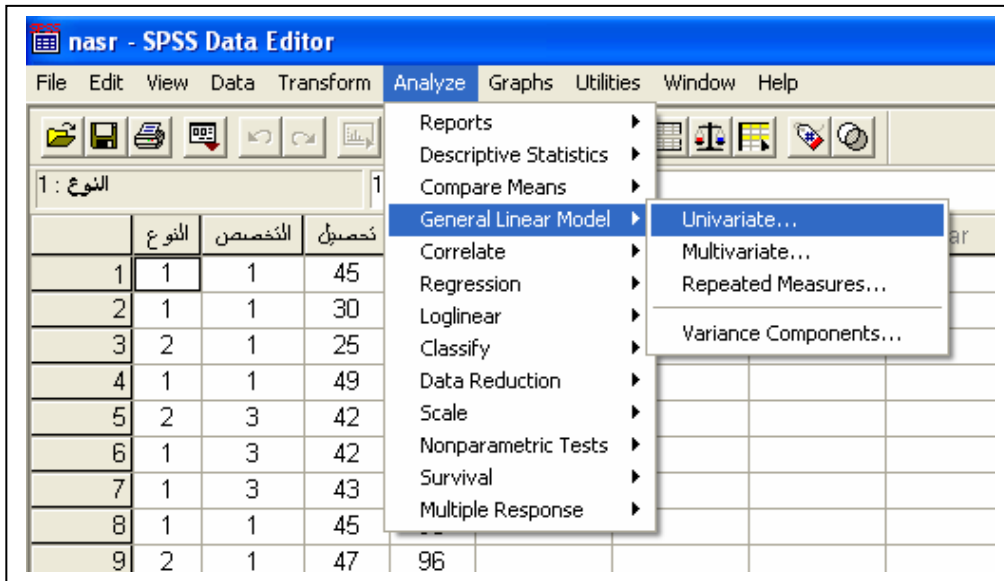 nasr - SPSS Data Editor
File Edit View Data Transform Analyze Graphs Utilities Window Help
1 : النوع 1
Reports
Descriptive Statistics
Compare Means
General Linear Model
Correlate
Regression
Loglinear
Classify
Data Reduction
Scale
Nonparametric Tests
Survival
Multiple Response
Univariate...
Multivariate...
Repeated Measures...
Variance Components...
النوع التخصص تحصيل ar
1 1 1 45
2 1 1 30
3 2 1 25
4 1 1 49
5 2 3 42
6 1 3 42
7 1 3 43
8 1 1 45
9 2 1 47 96